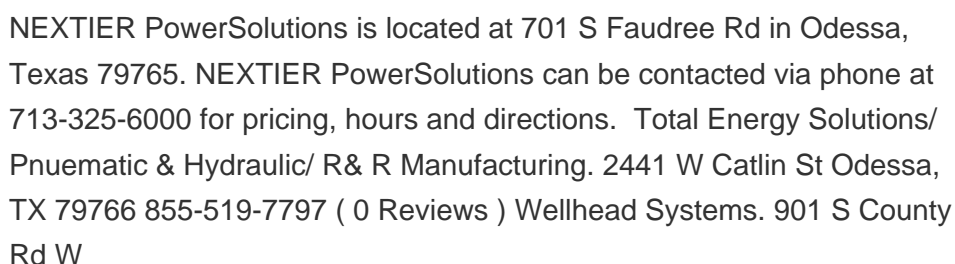 NEXTIER PowerSolutions is located at 701 S Faudree Rd in Odessa,
Texas 79765. NEXTIER PowerSolutions can be contacted via phone at
713-325-6000 for pricing, hours and directions.  Total Energy Solutions/
Pnuematic & Hydraulic/ R& R Manufacturing. 2441 W Catlin St Odessa,
TX 79766 855-519-7797 ( 0 Reviews ) Wellhead Systems. 901 S County
Rd W